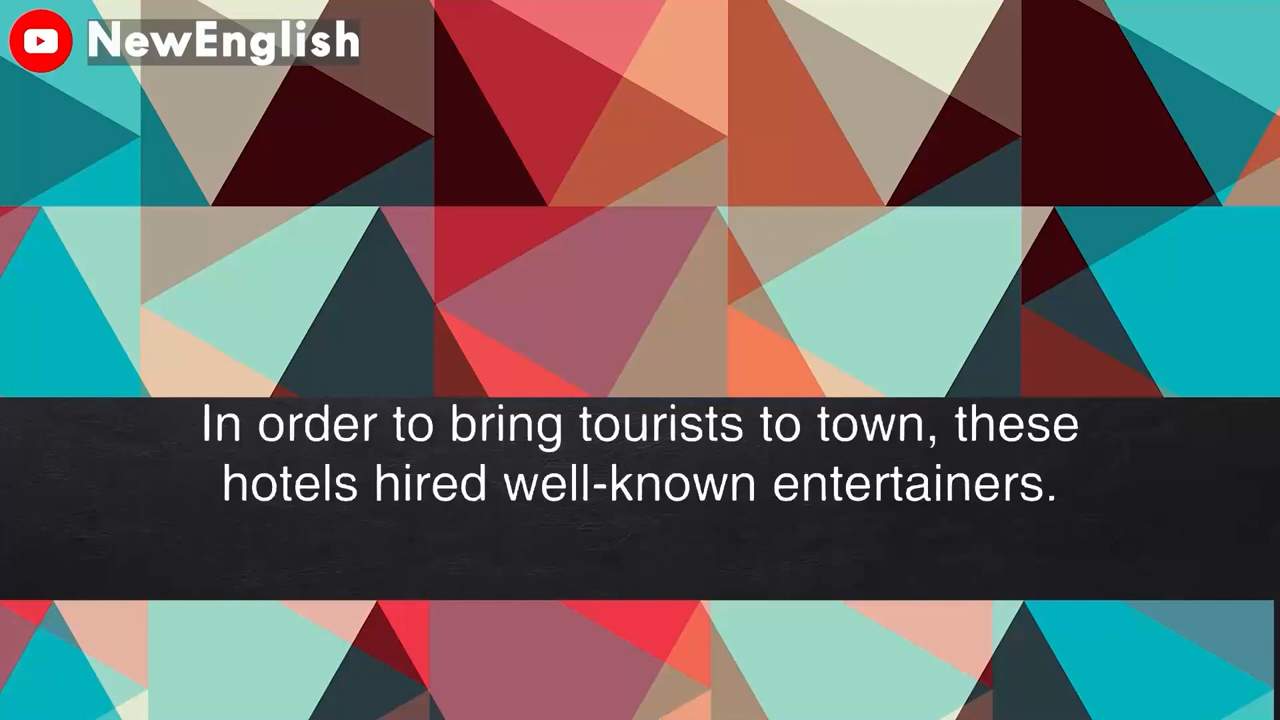 NewEnglish
In order to bring tourists to town, these
hotels hired well-known entertainers.